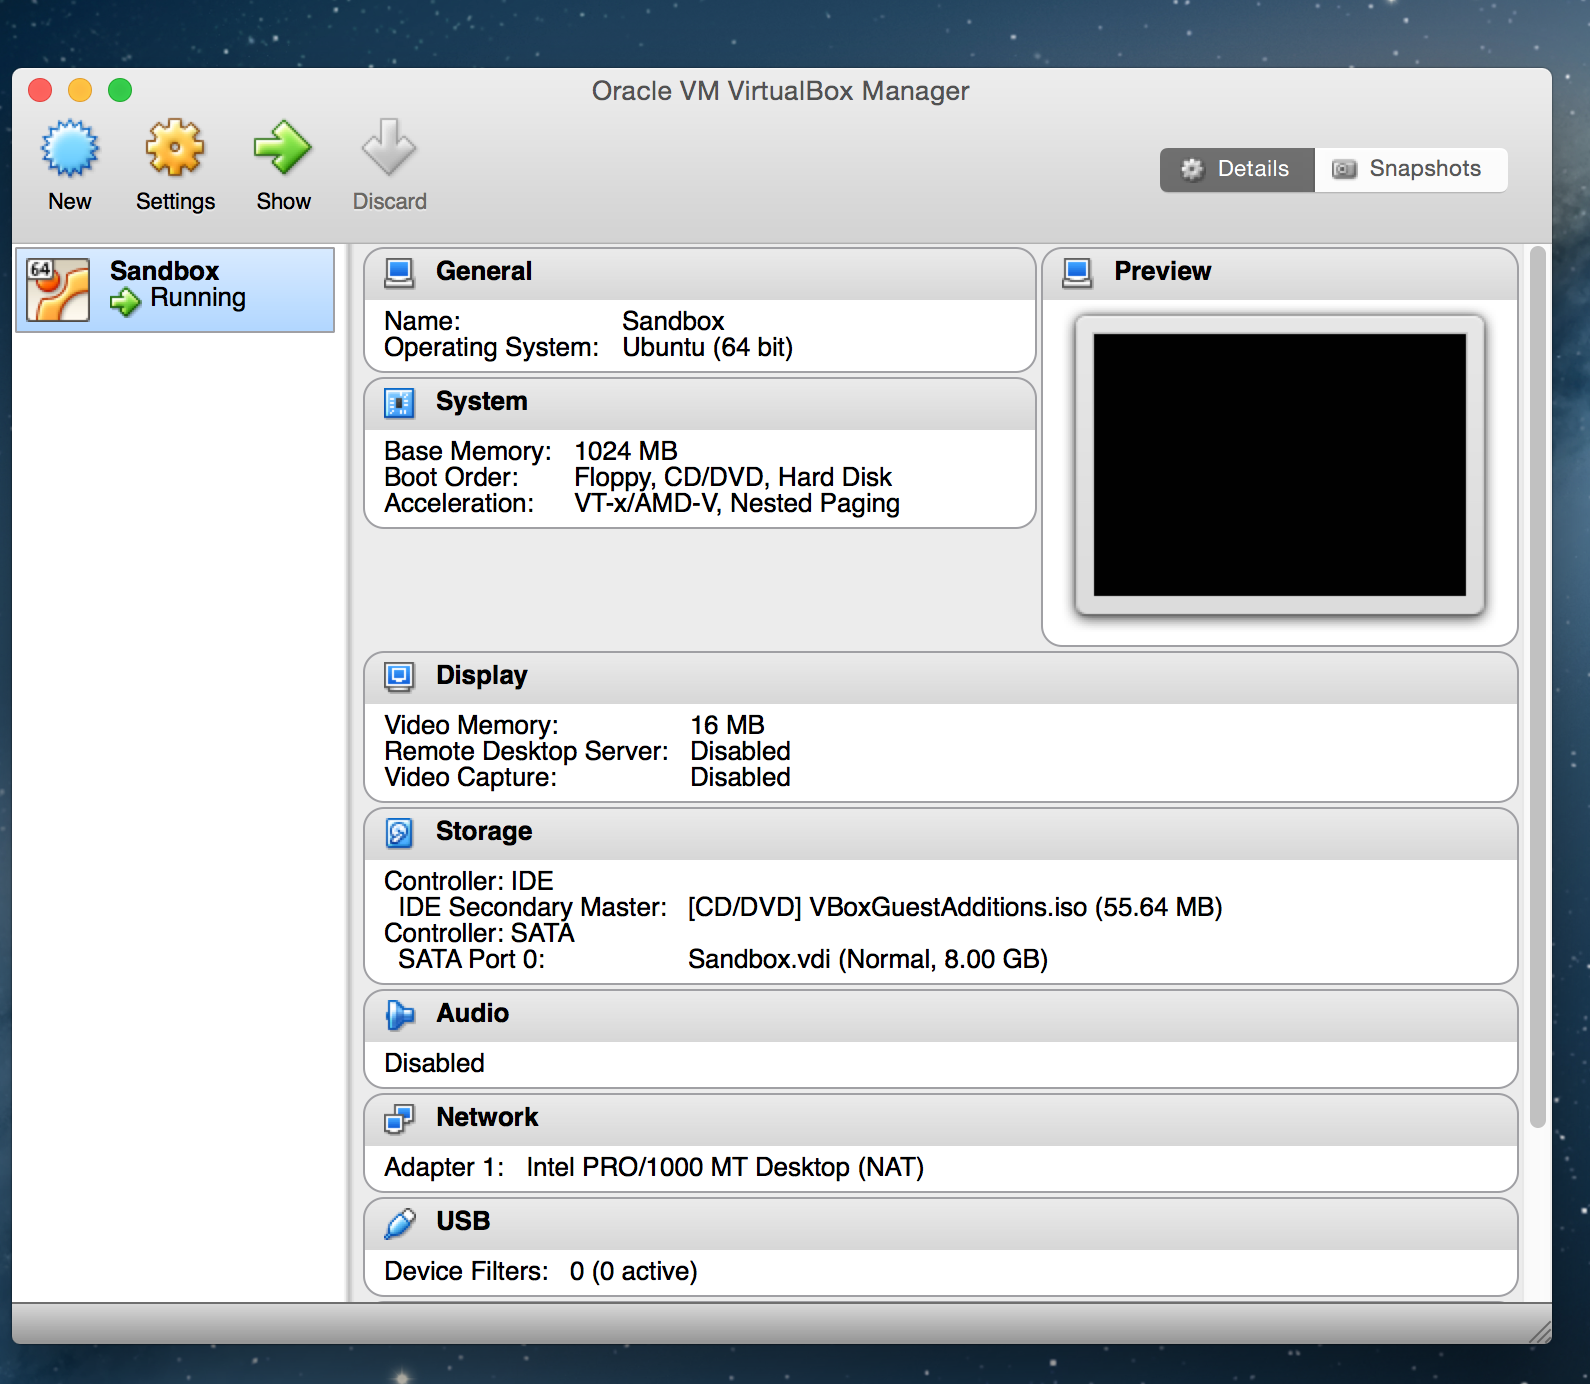 Oracle VM VirtualBox Manager
New
Settings
Show
Discard
Details
Snapshots
64
Sandbox
Running
General
Name: Sandbox
Operating System: Ubuntu (64 bit)
Preview
System
Base Memory: 1024 MB
Boot Order: Floppy, CD/DVD, Hard Disk
Acceleration: VT-x/AMD-V, Nested Paging
Display
Video Memory: 16 MB
Remote Desktop Server: Disabled
Video Capture: Disabled
Storage
Controller: IDE
IDE Secondary Master: [CD/DVD] VBoxGuestAdditions.iso (55.64 MB)
Controller: SATA
SATA Port 0: Sandbox.vdi (Normal, 8.00 GB)
Audio
Disabled
Network
Adapter 1: Intel PRO/1000 MT Desktop (NAT)
USB
Device Filters: 0 (0 active)